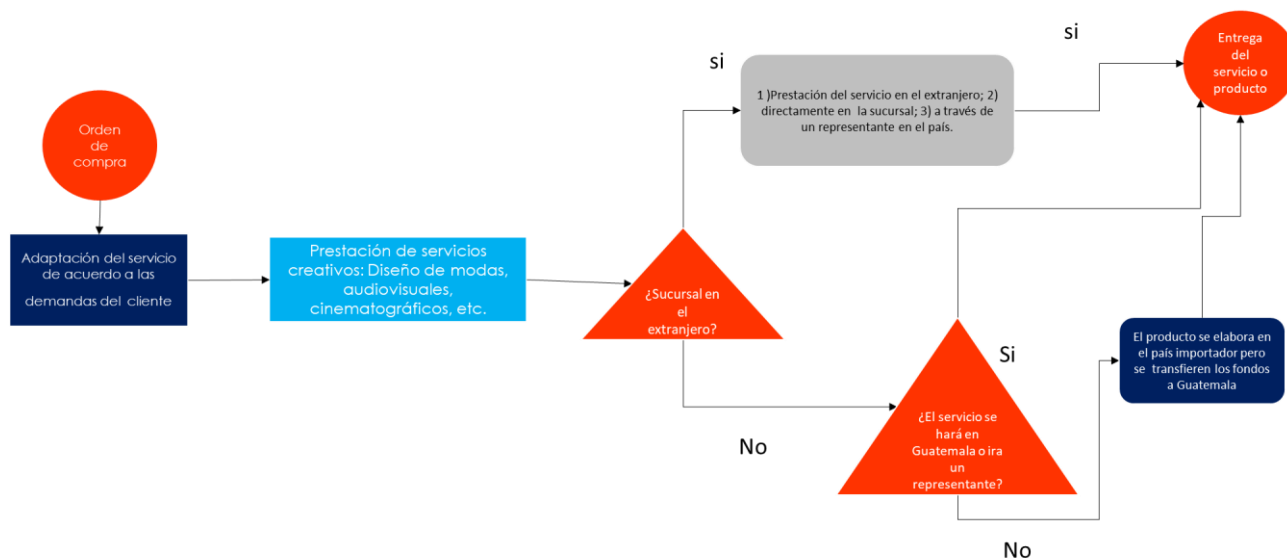 Orden
de
compra
Adaptación del servicio
de acuerdo a las
demandas del cliente
Prestación de servicios
creativos: Diseño de modas,
audiovisuales,
cinematográficos, etc.
¿Sucursal en
el
extranjero?
si
1 )Prestación del servicio en el extranjero; 2)
directamente en la sucursal; 3) a través de
un representante en el país.
si
Entrega
del
servicio o
producto
No
¿El servicio se
hará en
Guatemala o ira
un
representante?
Si
No
El producto se elabora en
el país importador pero
se transfieren los fondos
a Guatemala